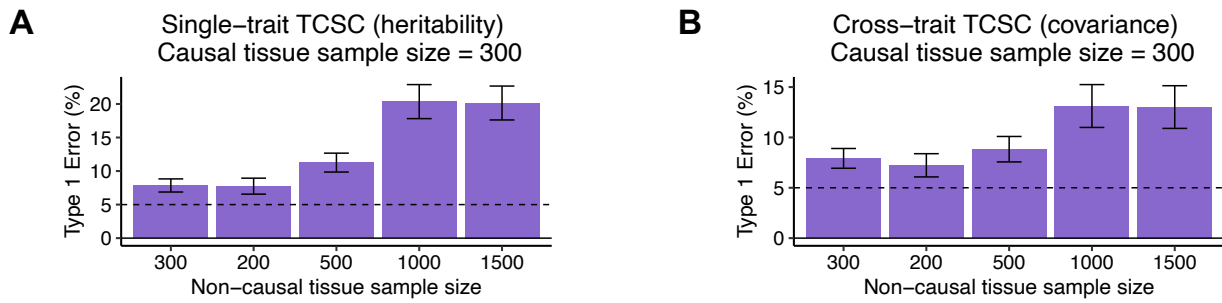 A
Single−trait TCSC (heritability)
Causal tissue sample size = 300
Type 1 Error (%)
20
15
10
5
0
300 200 500 1000 1500
Non−causal tissue sample size
B
Cross−trait TCSC (covariance)
Causal tissue sample size = 300
Type 1 Error (%)
15
10
5
0
300 200 500 1000 1500
Non−causal tissue sample size